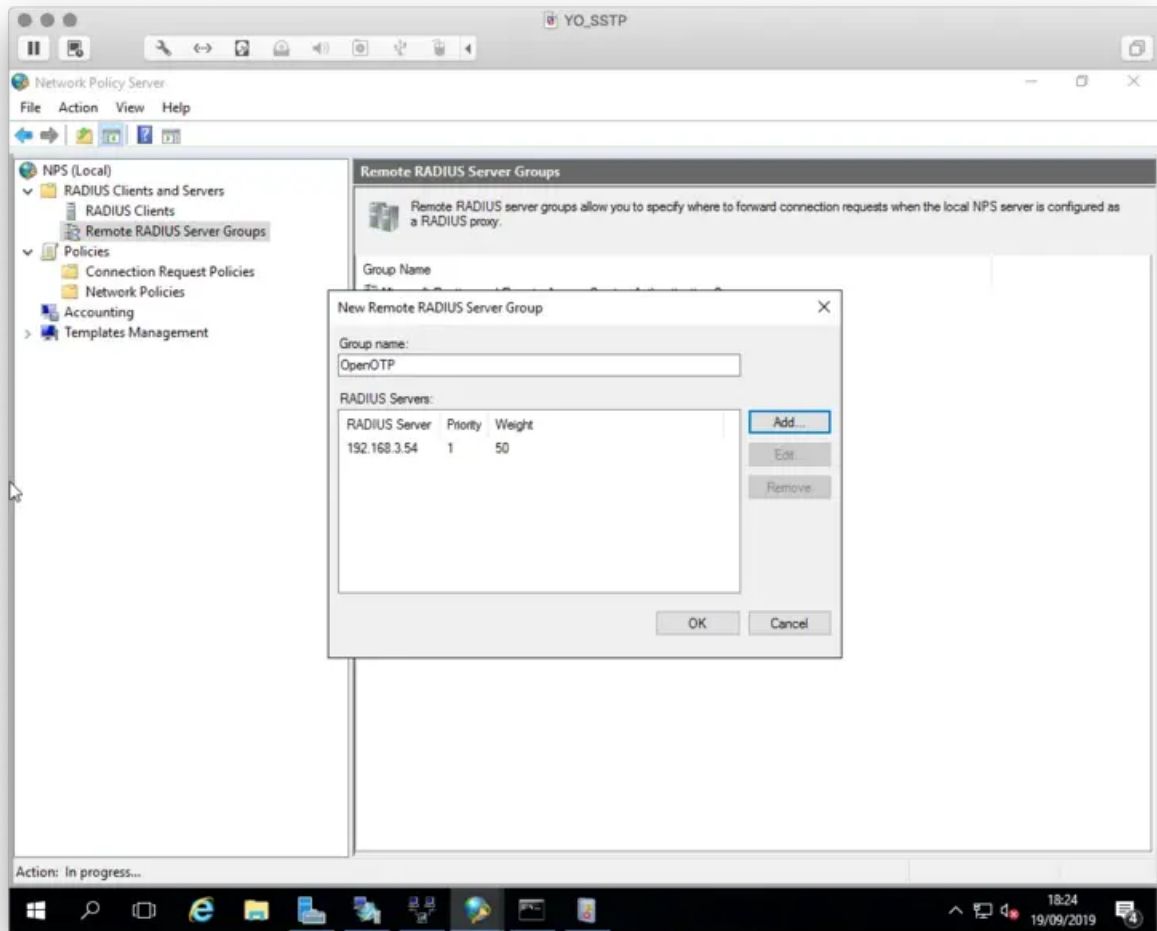 YO_SSTP
Network Policy Server
File Action View Help
NPS (Local)
RADIUS Clients and Servers
RADIUS Clients
Remote RADIUS Server Groups
Policies
Connection Request Policies
Network Policies
Accounting
Templates Management
Remote RADIUS Server Groups
Remote RADIUS server groups allow you to specify where to forward connection requests when the local NPS server is configured as
a RADIUS proxy.
Group Name
New Remote RADIUS Server Group
Group name:
OpenOTP
RADIUS Servers:
RADIUS Server Priority Weight
192.168.3.54 1 50
Add...
Edit...
Remove
OK Cancel
Action: In progress...
18:24
19/09/2019
4